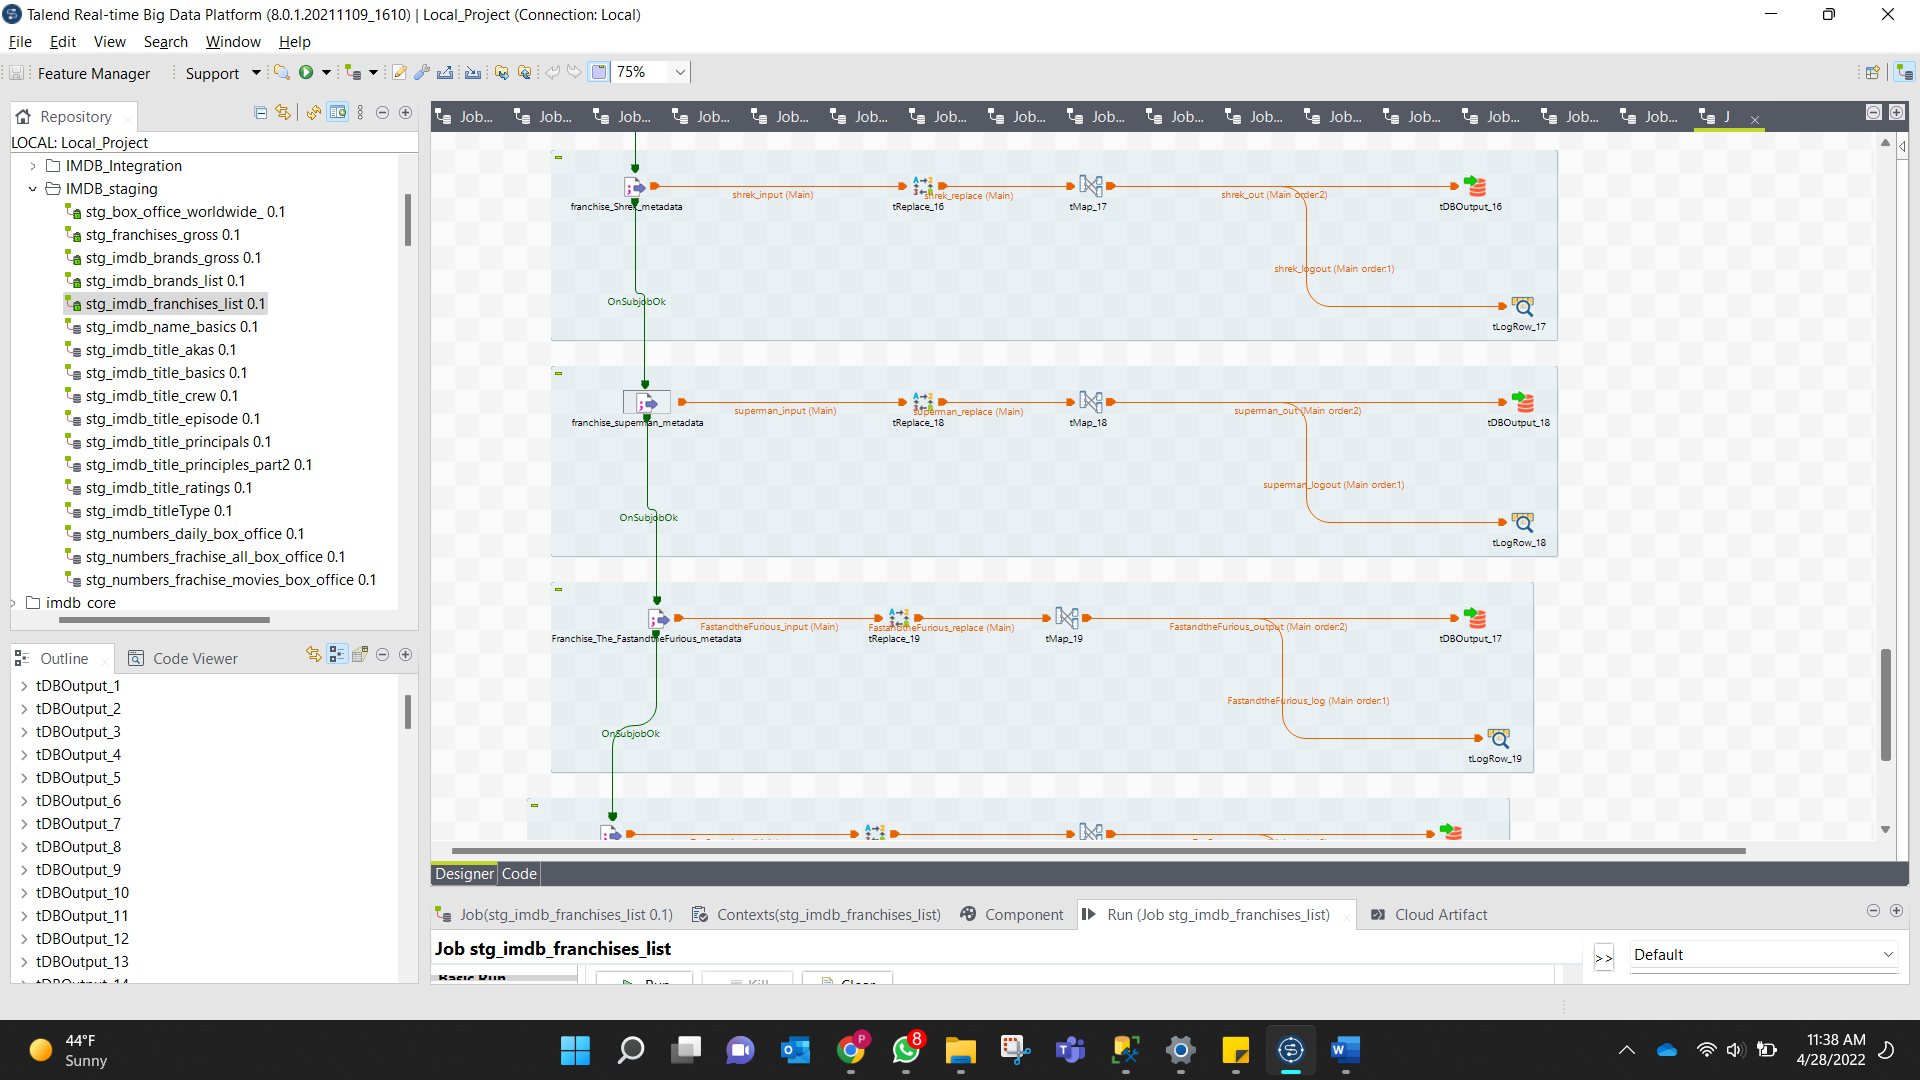 Talend Real-time Big Data Platform (8.0.1.20211109_1610) | Local_Project (Connection: Local)
File Edit View Search Window Help
Feature Manager Support 75%
Repository
LOCAL: Local_Project
IMDB_Integration
IMDB_staging
stg_box_office_worldwide_ 0.1
stg_franchises_gross 0.1
stg_imdb_brands_gross 0.1
stg_imdb_brands_list 0.1
stg_imdb_franchises_list 0.1
stg_imdb_name_basics 0.1
stg_imdb_title_akas 0.1
stg_imdb_title_basics 0.1
stg_imdb_title_crew 0.1
stg_imdb_title_episode 0.1
stg_imdb_title_principals 0.1
stg_imdb_title_principles_part2 0.1
stg_imdb_title_ratings 0.1
stg_imdb_titleType 0.1
stg_numbers_daily_box_office 0.1
stg_numbers_frachise_all_box_office 0.1
stg_numbers_frachise_movies_box_office 0.1
imdb core
Outline Code Viewer
tDBOutput_1
tDBOutput_2
tDBOutput_3
tDBOutput_4
tDBOutput_5
tDBOutput_6
tDBOutput_7
tDBOutput_8
tDBOutput_9
tDBOutput_10
tDBOutput_11
tDBOutput_12
tDBOutput_13
Job... Job... Job... Job... Job... Job... Job... Job... Job... Job... Job... Job... Job... Job... Job... Job... J
shrek_input (Main) shrek_replace (Main) shrek_out (Main order:2)
franchise_Shrek_metadata tReplace_16 tMap_17 tDBOutput_16
shrek_logout (Main order:1)
OnSubjobOk
tLogRow_17
superman_input (Main) superman_replace (Main) superman_out (Main order:2)
franchise_superman_metadata tReplace_18 tMap_18 tDBOutput_18
superman_logout (Main order:1)
OnSubjobOk
tLogRow_18
FastandtheFurious_input (Main) FastandtheFurious_replace (Main) FastandtheFurious_output (Main order:2)
Franchise_The_FastandtheFurious_metadata tReplace_19 tMap_19 tDBOutput_17
FastandtheFurious_log (Main order:1)
OnSubjobOk
tLogRow_19
Designer Code
Job(stg_imdb_franchises_list 0.1) Contexts(stg_imdb_franchises_list) Component Run (Job stg_imdb_franchises_list) Cloud Artifact
Job stg_imdb_franchises_list
Basic Run Run Kill Clear
>> Default
44°F
Sunny
P
8
11:38 AM
4/28/2022